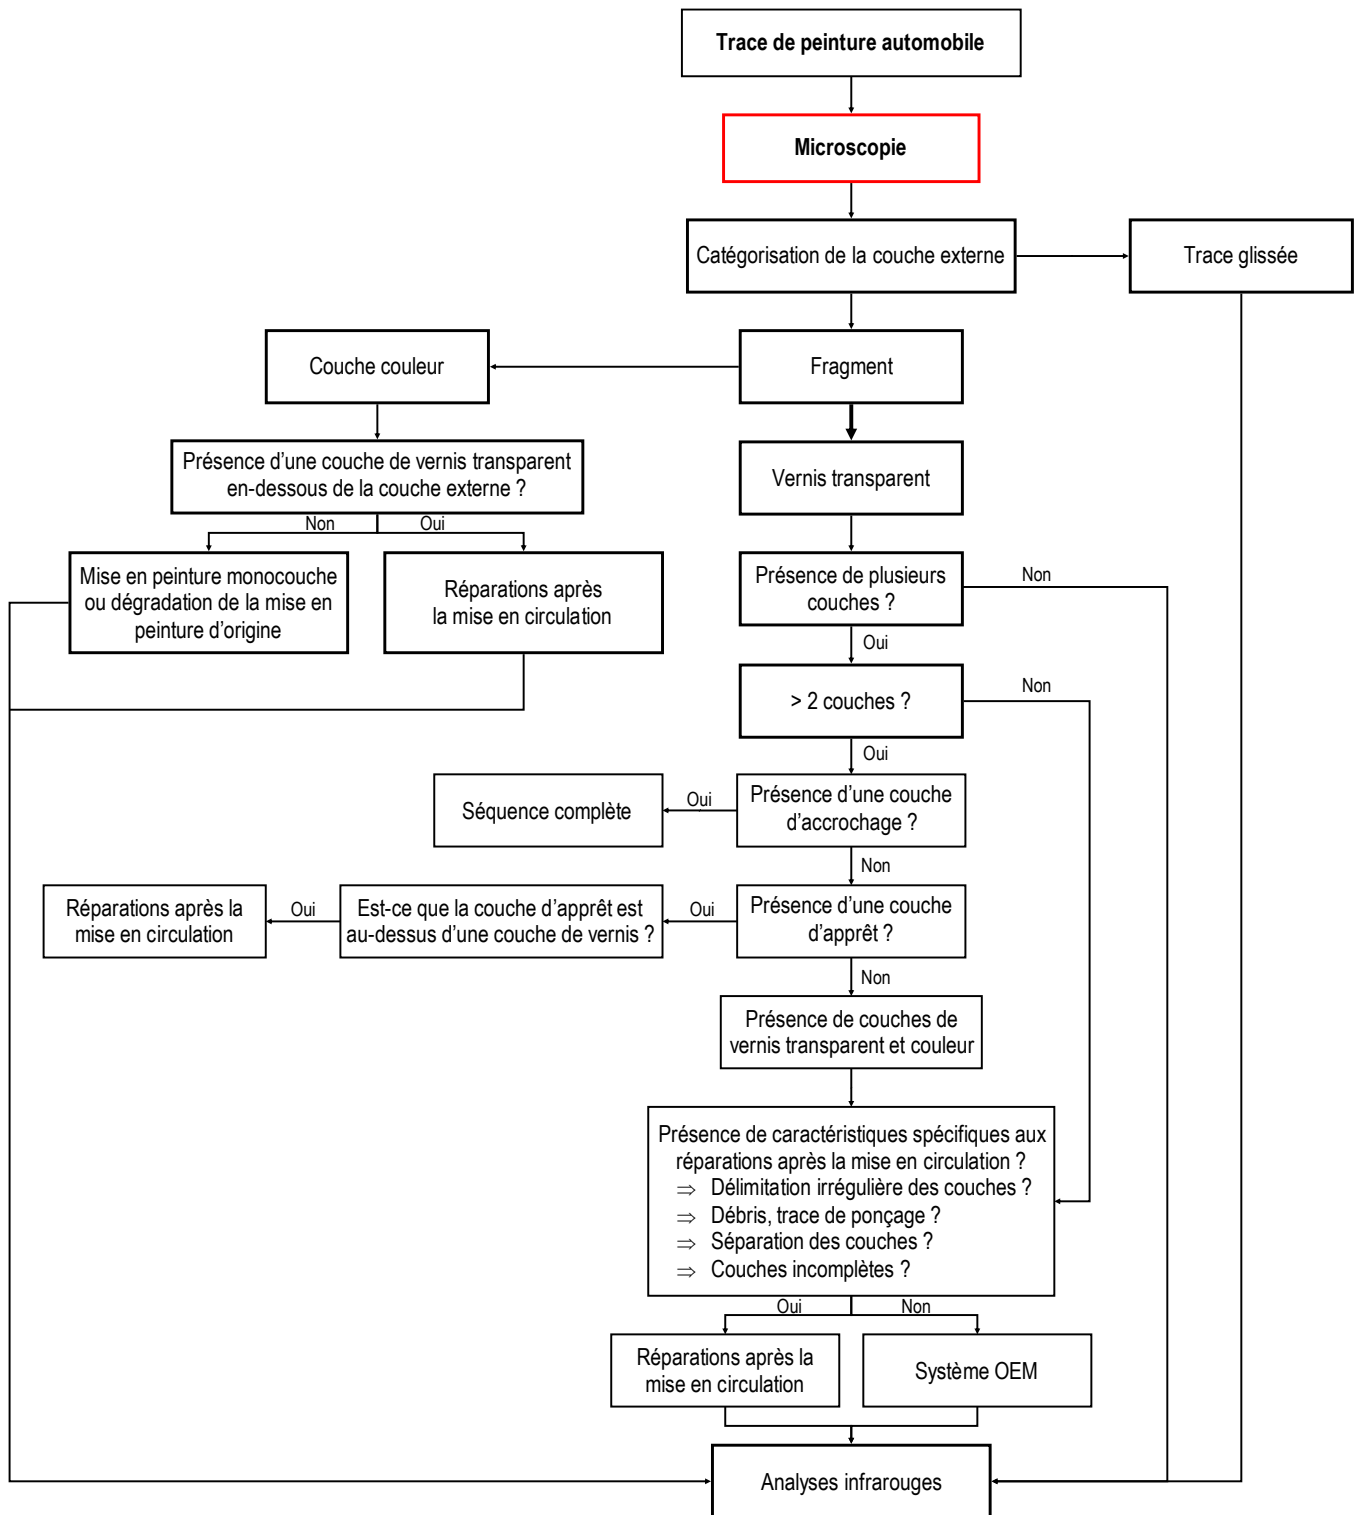 Trace de peinture automobile
Microscopie
Catégorisation de la couche externe
Trace glissée
Couche couleur
Fragment
Présence d'une couche de vernis transparent
en-dessous de la couche externe ?
Vernis transparent
Non
Oui
Mise en peinture monocouche
ou dégradation de la mise en
peinture d'origine
Réparations après
la mise en circulation
Présence de plusieurs
couches ?
Non
Oui
> 2 couches ?
Non
Oui
Séquence complète
Oui
Présence d'une couche
d'accrochage ?
Non
Réparations après la
mise en circulation
Oui
Est-ce que la couche d'apprêt est
au-dessus d'une couche de vernis ?
Oui
Présence d'une couche
d'apprêt ?
Non
Présence de couches de
vernis transparent et couleur
Présence de caractéristiques spécifiques aux
réparations après la mise en circulation ?
⇒ Délimitation irrégulière des couches ?
⇒ Débris, trace de ponçage ?
⇒ Séparation des couches ?
⇒ Couches incomplètes ?
Oui
Non
Réparations après la
mise en circulation
Système OEM
Analyses infrarouges